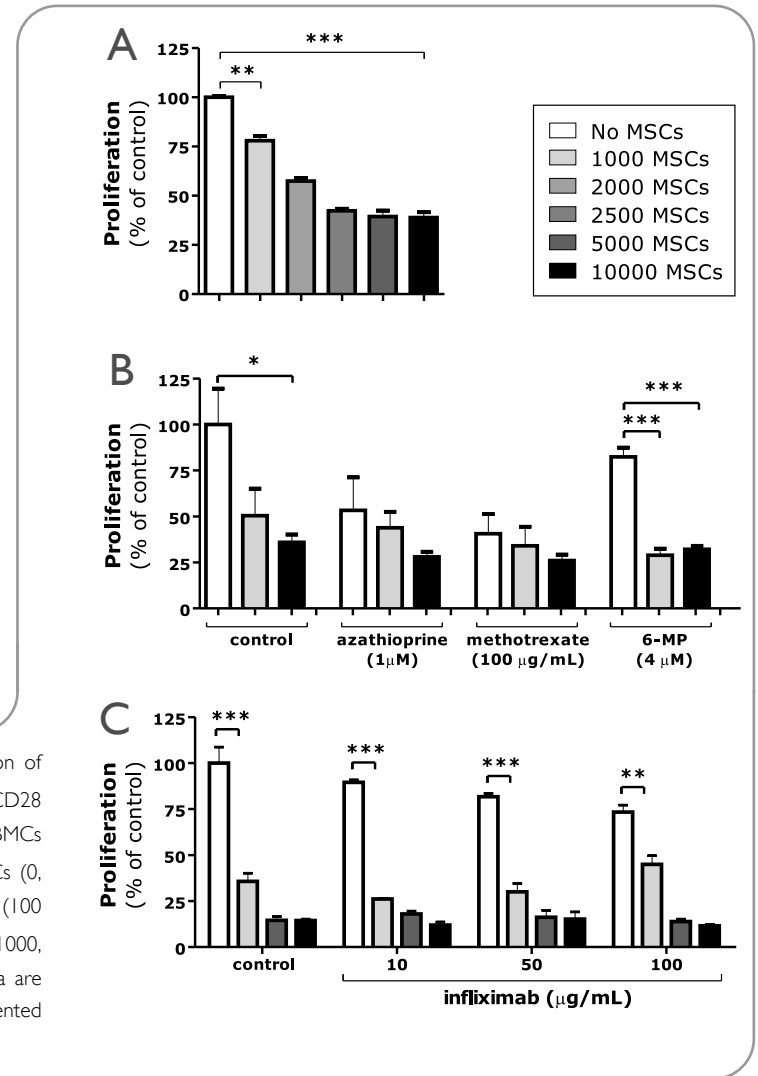 A
Proliferation
(% of control)
125
100
75
50
25
0
***
**
No MSCs
1000 MSCs
2000 MSCs
2500 MSCs
5000 MSCs
10000 MSCs
B
Proliferation
(% of control)
125
100
75
50
25
0
*
***
***
control
azathioprine
(1μM)
methotrexate
(100 μg/mL)
6-MP
(4 μM)
C
Proliferation
(% of control)
125
100
75
50
25
0
***
***
***
**
control
10
50
100
infliximab (μg/mL)
on of
CD28
BMCs
Cs (0,
(100
1000,
a are
ented